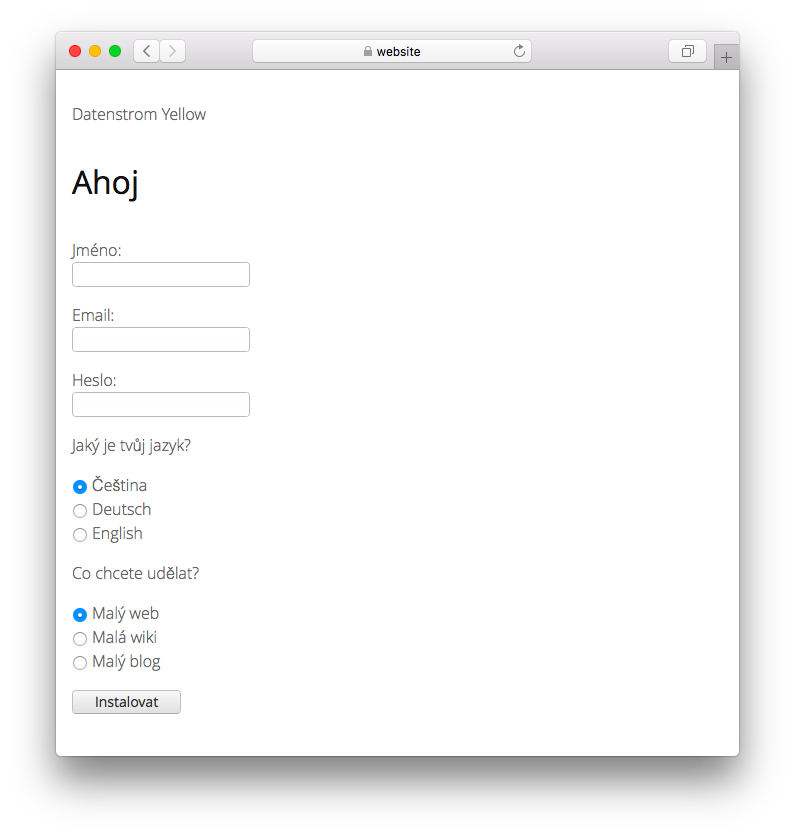 website
Datenstrom Yellow
Ahoj
Jméno:
Email:
Heslo:
Jaký je tvůj jazyk?
Čeština
Deutsch
English
Co chcete udělat?
Malý web
Malá wiki
Malý blog
Instalovat